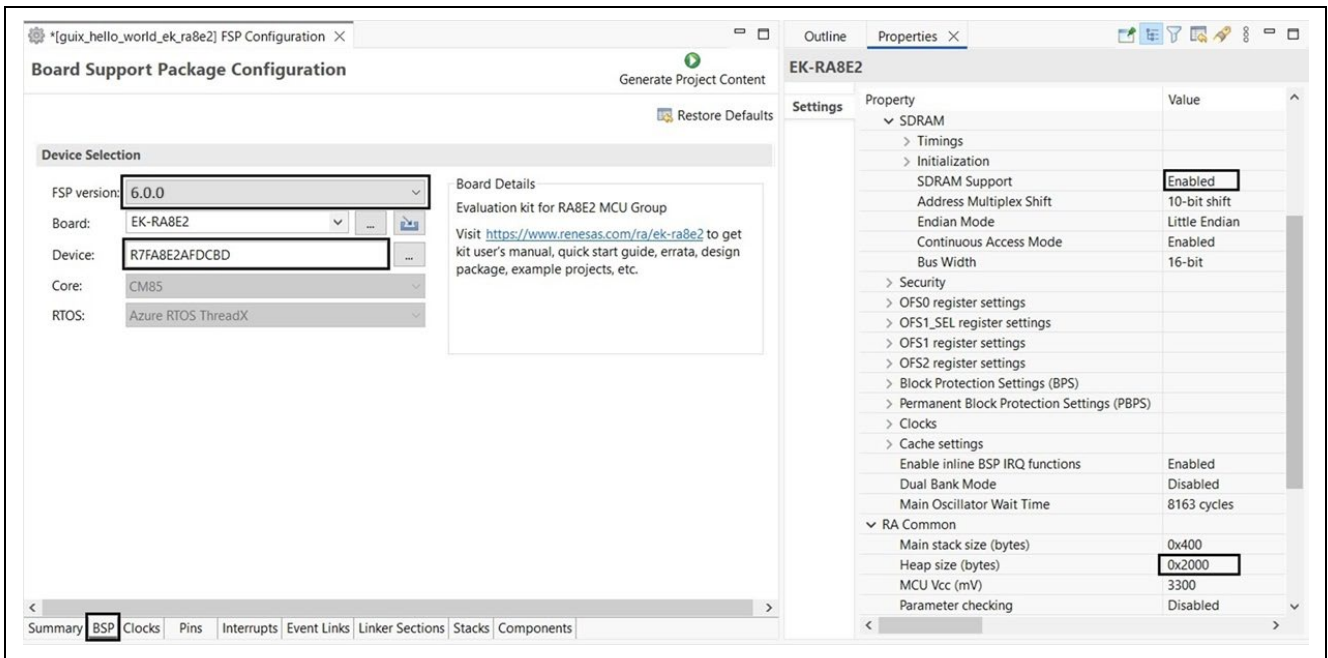 *[guix_hello_world_ek_ra8e2] FSP Configuration
Board Support Package Configuration
Generate Project Content
Restore Defaults
Device Selection
FSP version: 6.0.0
Board: EK-RA8E2 ...
Device: R7FA8E2AFDCBD ...
Core: CM85
RTOS: Azure RTOS ThreadX
Board Details
Evaluation kit for RA8E2 MCU Group
Visit https://www.renesas.com/ra/ek-ra8e2 to get
kit user's manual, quick start guide, errata, design
package, example projects, etc.
Summary BSP Clocks Pins Interrupts Event Links Linker Sections Stacks Components
Outline Properties
EK-RA8E2
Settings
Property Value
SDRAM
Timings
Initialization
SDRAM Support Enabled
Address Multiplex Shift 10-bit shift
Endian Mode Little Endian
Continuous Access Mode Enabled
Bus Width 16-bit
Security
OFS0 register settings
OFS1_SEL register settings
OFS1 register settings
OFS2 register settings
Block Protection Settings (BPS)
Permanent Block Protection Settings (PBPS)
Clocks
Cache settings
Enable inline BSP IRQ functions Enabled
Dual Bank Mode Disabled
Main Oscillator Wait Time 8163 cycles
RA Common
Main stack size (bytes) 0x400
Heap size (bytes) 0x2000
MCU Vcc (mV) 3300
Parameter checking Disabled